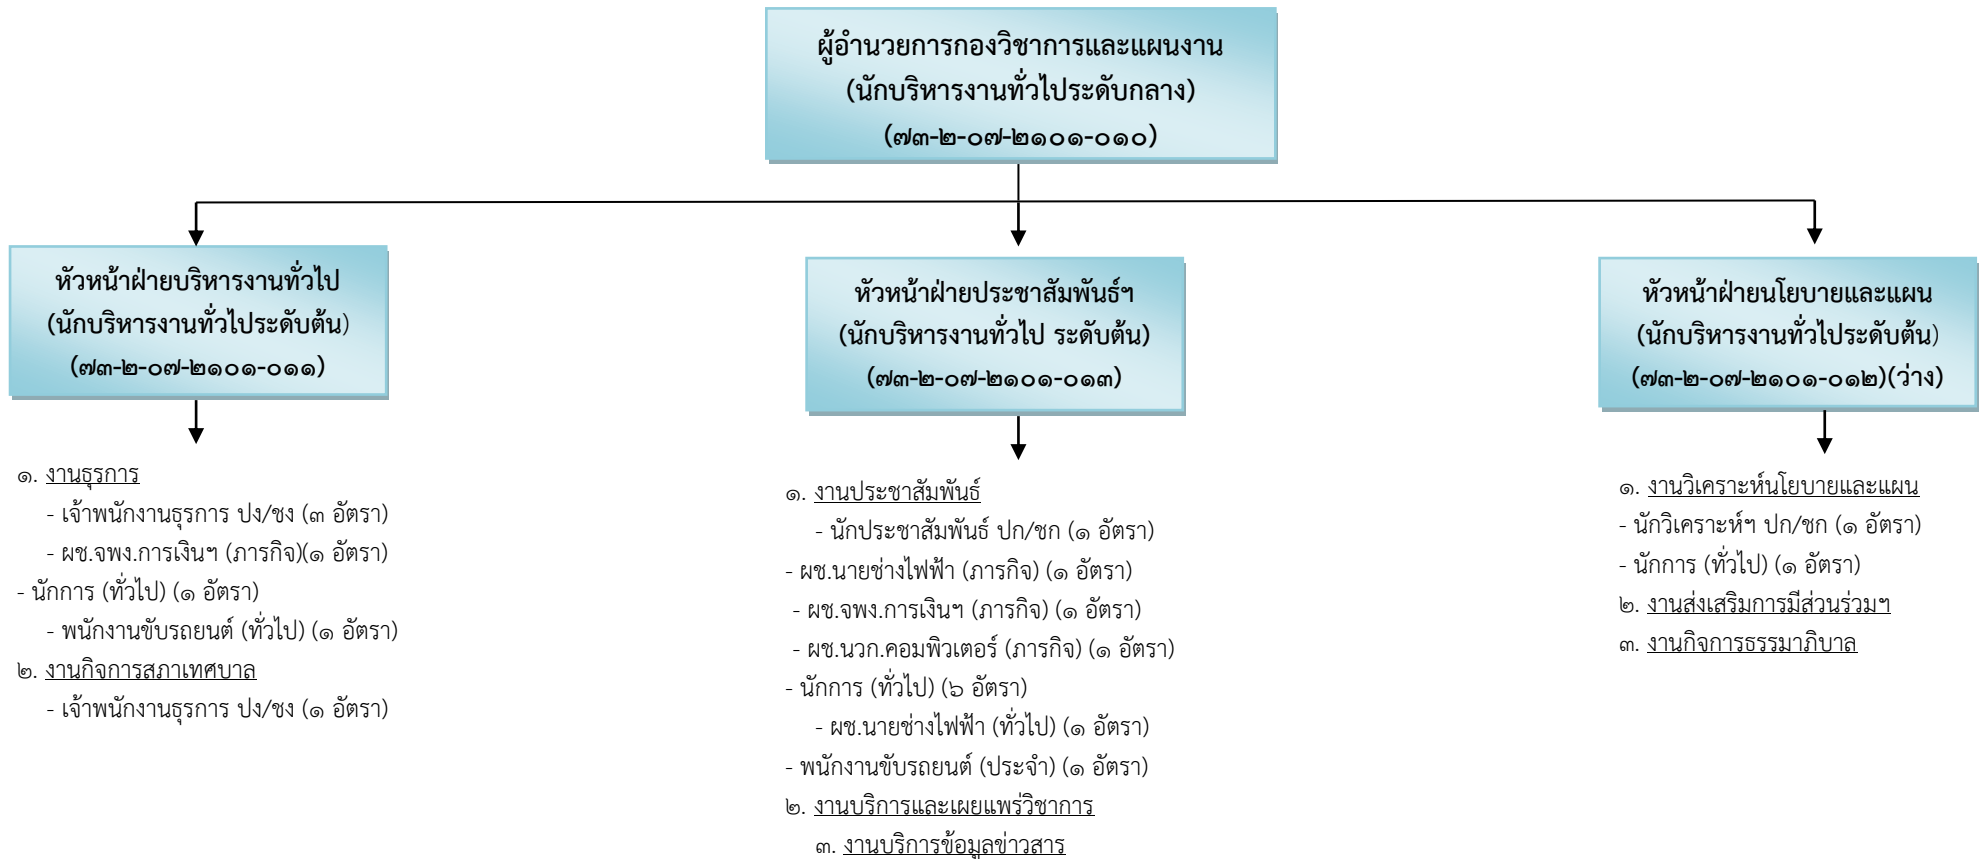 ผู้อำนวยการกองวิชาการและแผนงาน
(นักบริหารงานทั่วไประดับกลาง)
(๗๓-๒-๐๗-๒๑๐๑-๐๑๐)
หัวหน้าฝ่ายบริหารงานทั่วไป
(นักบริหารงานทั่วไประดับต้น)
(๗๓-๒-๐๗-๒๑๐๑-๐๑๑)
๑. งานธุรการ
- เจ้าพนักงานธุรการ ปง/ชง (๓ อัตรา)
- ผช.จพง.การเงินฯ (ภารกิจ)(๑ อัตรา)
- นักการ (ทั่วไป) (๑ อัตรา)
- พนักงานขับรถยนต์ (ทั่วไป) (๑ อัตรา)
๒. งานกิจการสภาเทศบาล
- เจ้าพนักงานธุรการ ปง/ชง (๑ อัตรา)
หัวหน้าฝ่ายประชาสัมพันธ์ฯ
(นักบริหารงานทั่วไป ระดับต้น)
(๗๓-๒-๐๗-๒๑๐๑-๐๑๓)
๑. งานประชาสัมพันธ์
- นักประชาสัมพันธ์ ปก/ชก (๑ อัตรา)
- ผช.นายช่างไฟฟ้า (ภารกิจ) (๑ อัตรา)
- ผช.จพง.การเงินฯ (ภารกิจ) (๑ อัตรา)
- ผช.นวก.คอมพิวเตอร์ (ภารกิจ) (๑ อัตรา)
- นักการ (ทั่วไป) (๖ อัตรา)
- ผช.นายช่างไฟฟ้า (ทั่วไป) (๑ อัตรา)
- พนักงานขับรถยนต์ (ประจำ) (๑ อัตรา)
๒. งานบริการและเผยแพร่วิชาการ
๓. งานบริการข้อมูลข่าวสาร
หัวหน้าฝ่ายนโยบายและแผน
(นักบริหารงานทั่วไประดับต้น)
(๗๓-๒-๐๗-๒๑๐๑-๐๑๒)(ว่าง)
๑. งานวิเคราะห์นโยบายและแผน
- นักวิเคราะห์ฯ ปก/ชก (๑ อัตรา)
- นักการ (ทั่วไป) (๑ อัตรา)
๒. งานส่งเสริมการมีส่วนร่วมฯ
๓. งานกิจการธรรมาภิบาล